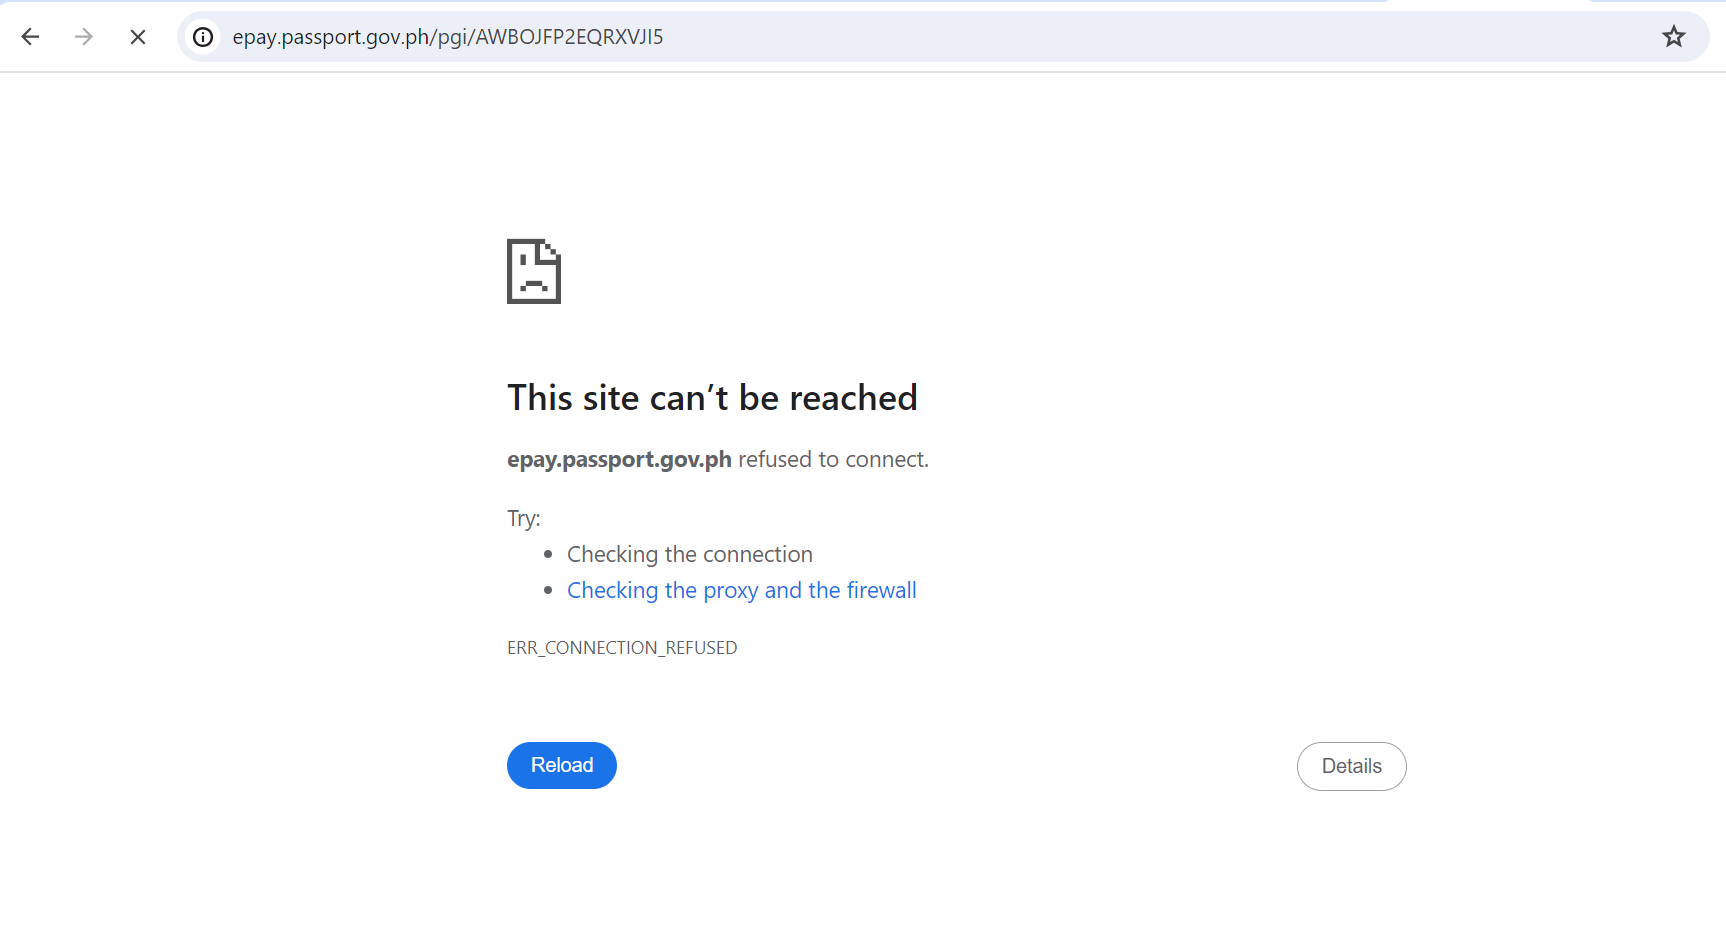 epay.passport.gov.ph/pgi/AWBOJFP2EQRXVJI5
This site can’t be reached
epay.passport.gov.ph refused to connect.
Try:
• Checking the connection
• Checking the proxy and the firewall
ERR_CONNECTION_REFUSED
Reload
Details